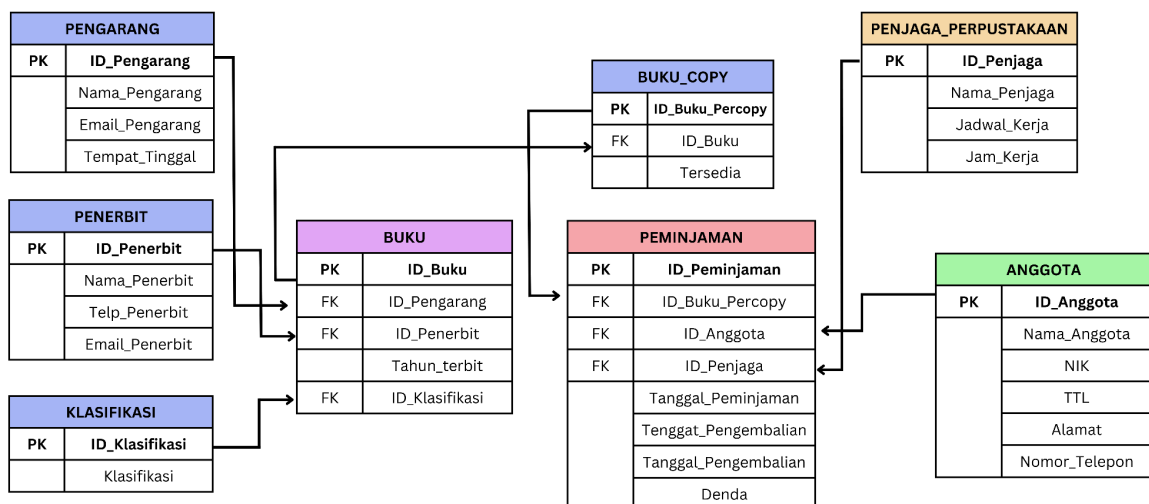 PENGARANG
PK ID_Pengarang
Nama_Pengarang
Email_Pengarang
Tempat_Tinggal
PENERBIT
PK ID_Penerbit
Nama_Penerbit
Telp_Penerbit
Email_Penerbit
KLASIFIKASI
PK ID_Klasifikasi
Klasifikasi
BUKU
PK ID_Buku
FK ID_Pengarang
FK ID_Penerbit
Tahun_terbit
FK ID_Klasifikasi
BUKU_COPY
PK ID_Buku_Percopy
FK ID_Buku
Tersedia
PEMINJAMAN
PK ID_Peminjaman
FK ID_Buku_Percopy
FK ID_Anggota
FK ID_Penjaga
Tanggal_Peminjaman
Tenggat_Pengembalian
Tanggal_Pengembalian
Denda
PENJAGA_PERPUSTAKAAN
PK ID_Penjaga
Nama_Penjaga
Jadwal_Kerja
Jam_Kerja
ANGGOTA
PK ID_Anggota
Nama_Anggota
NIK
TTL
Alamat
Nomor_Telepon